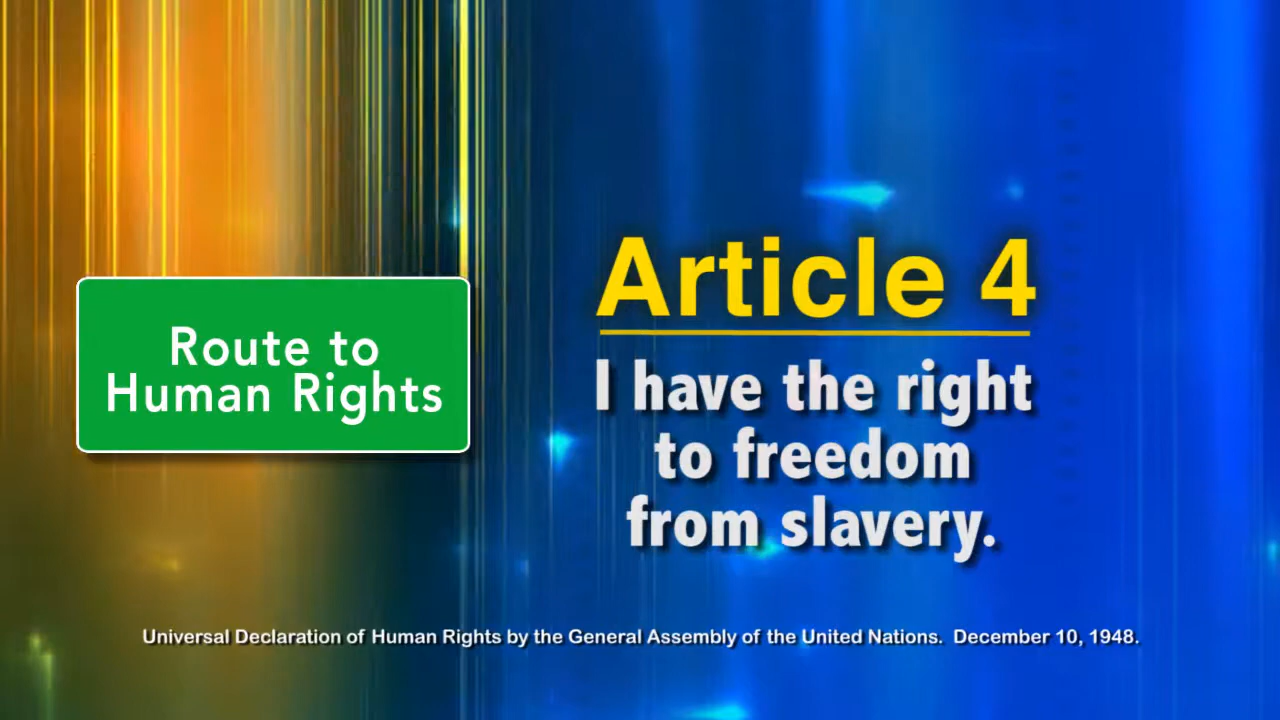 Route to
Human Rights
Article 4
I have the right
to freedom
from slavery.
Universal Declaration of Human Rights by the General Assembly of the United Nations.  December 10, 1948.